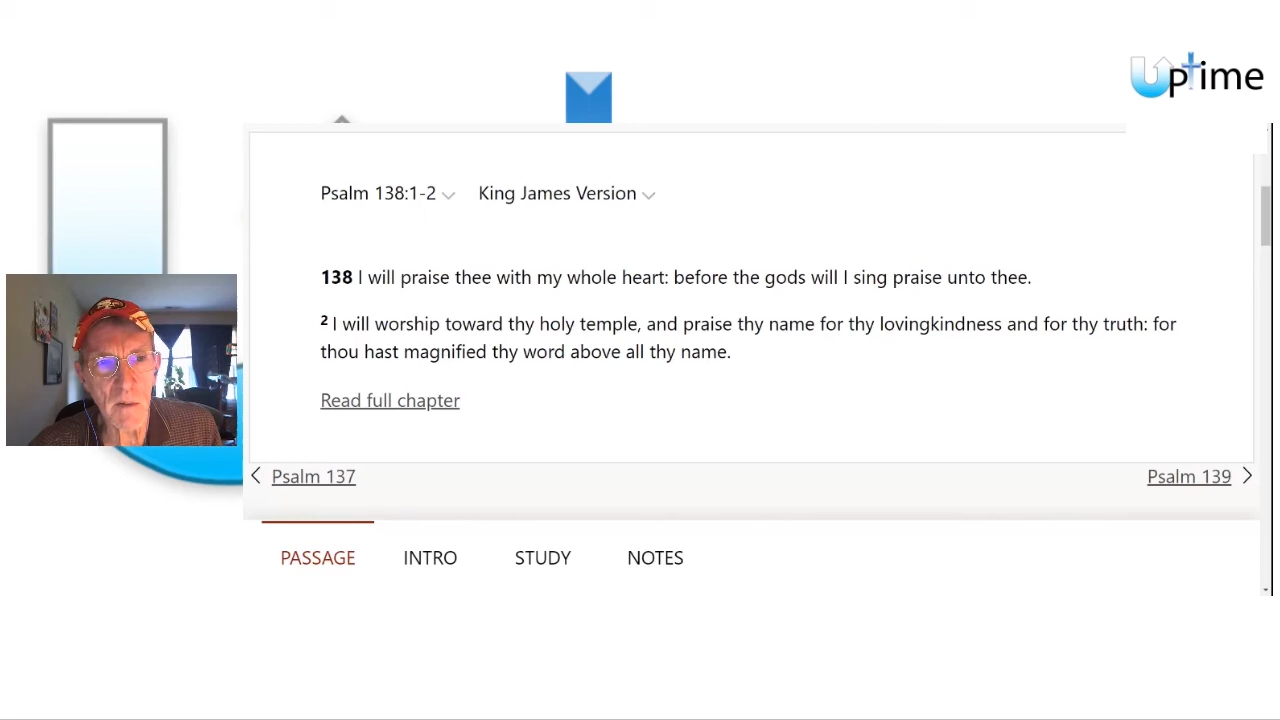 Uptime
Psalm 138:1-2 King James Version
138 I will praise thee with my whole heart: before the gods will I sing praise unto thee.
2 I will worship toward thy holy temple, and praise thy name for thy lovingkindness and for thy truth: for
thou hast magnified thy word above all thy name.
Read full chapter
Psalm 137 Psalm 139
PASSAGE INTRO STUDY NOTES